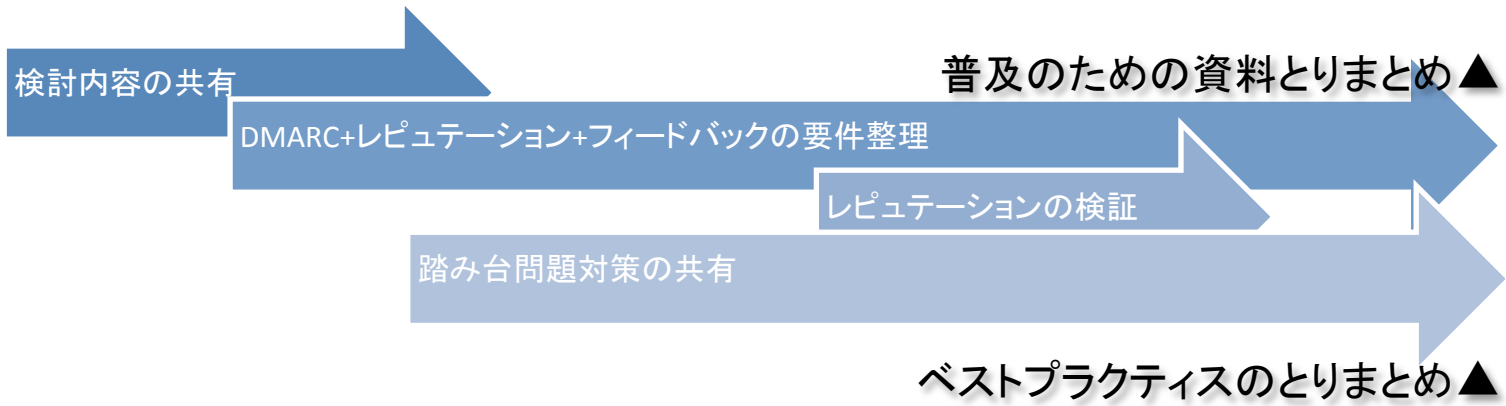 検討内容の共有
普及のための資料とりまとめ▲
DMARC+レピュテーション+フィードバックの要件整理
レピュテーションの検証
踏み台問題対策の共有
ベストプラクティスのとりまとめ▲